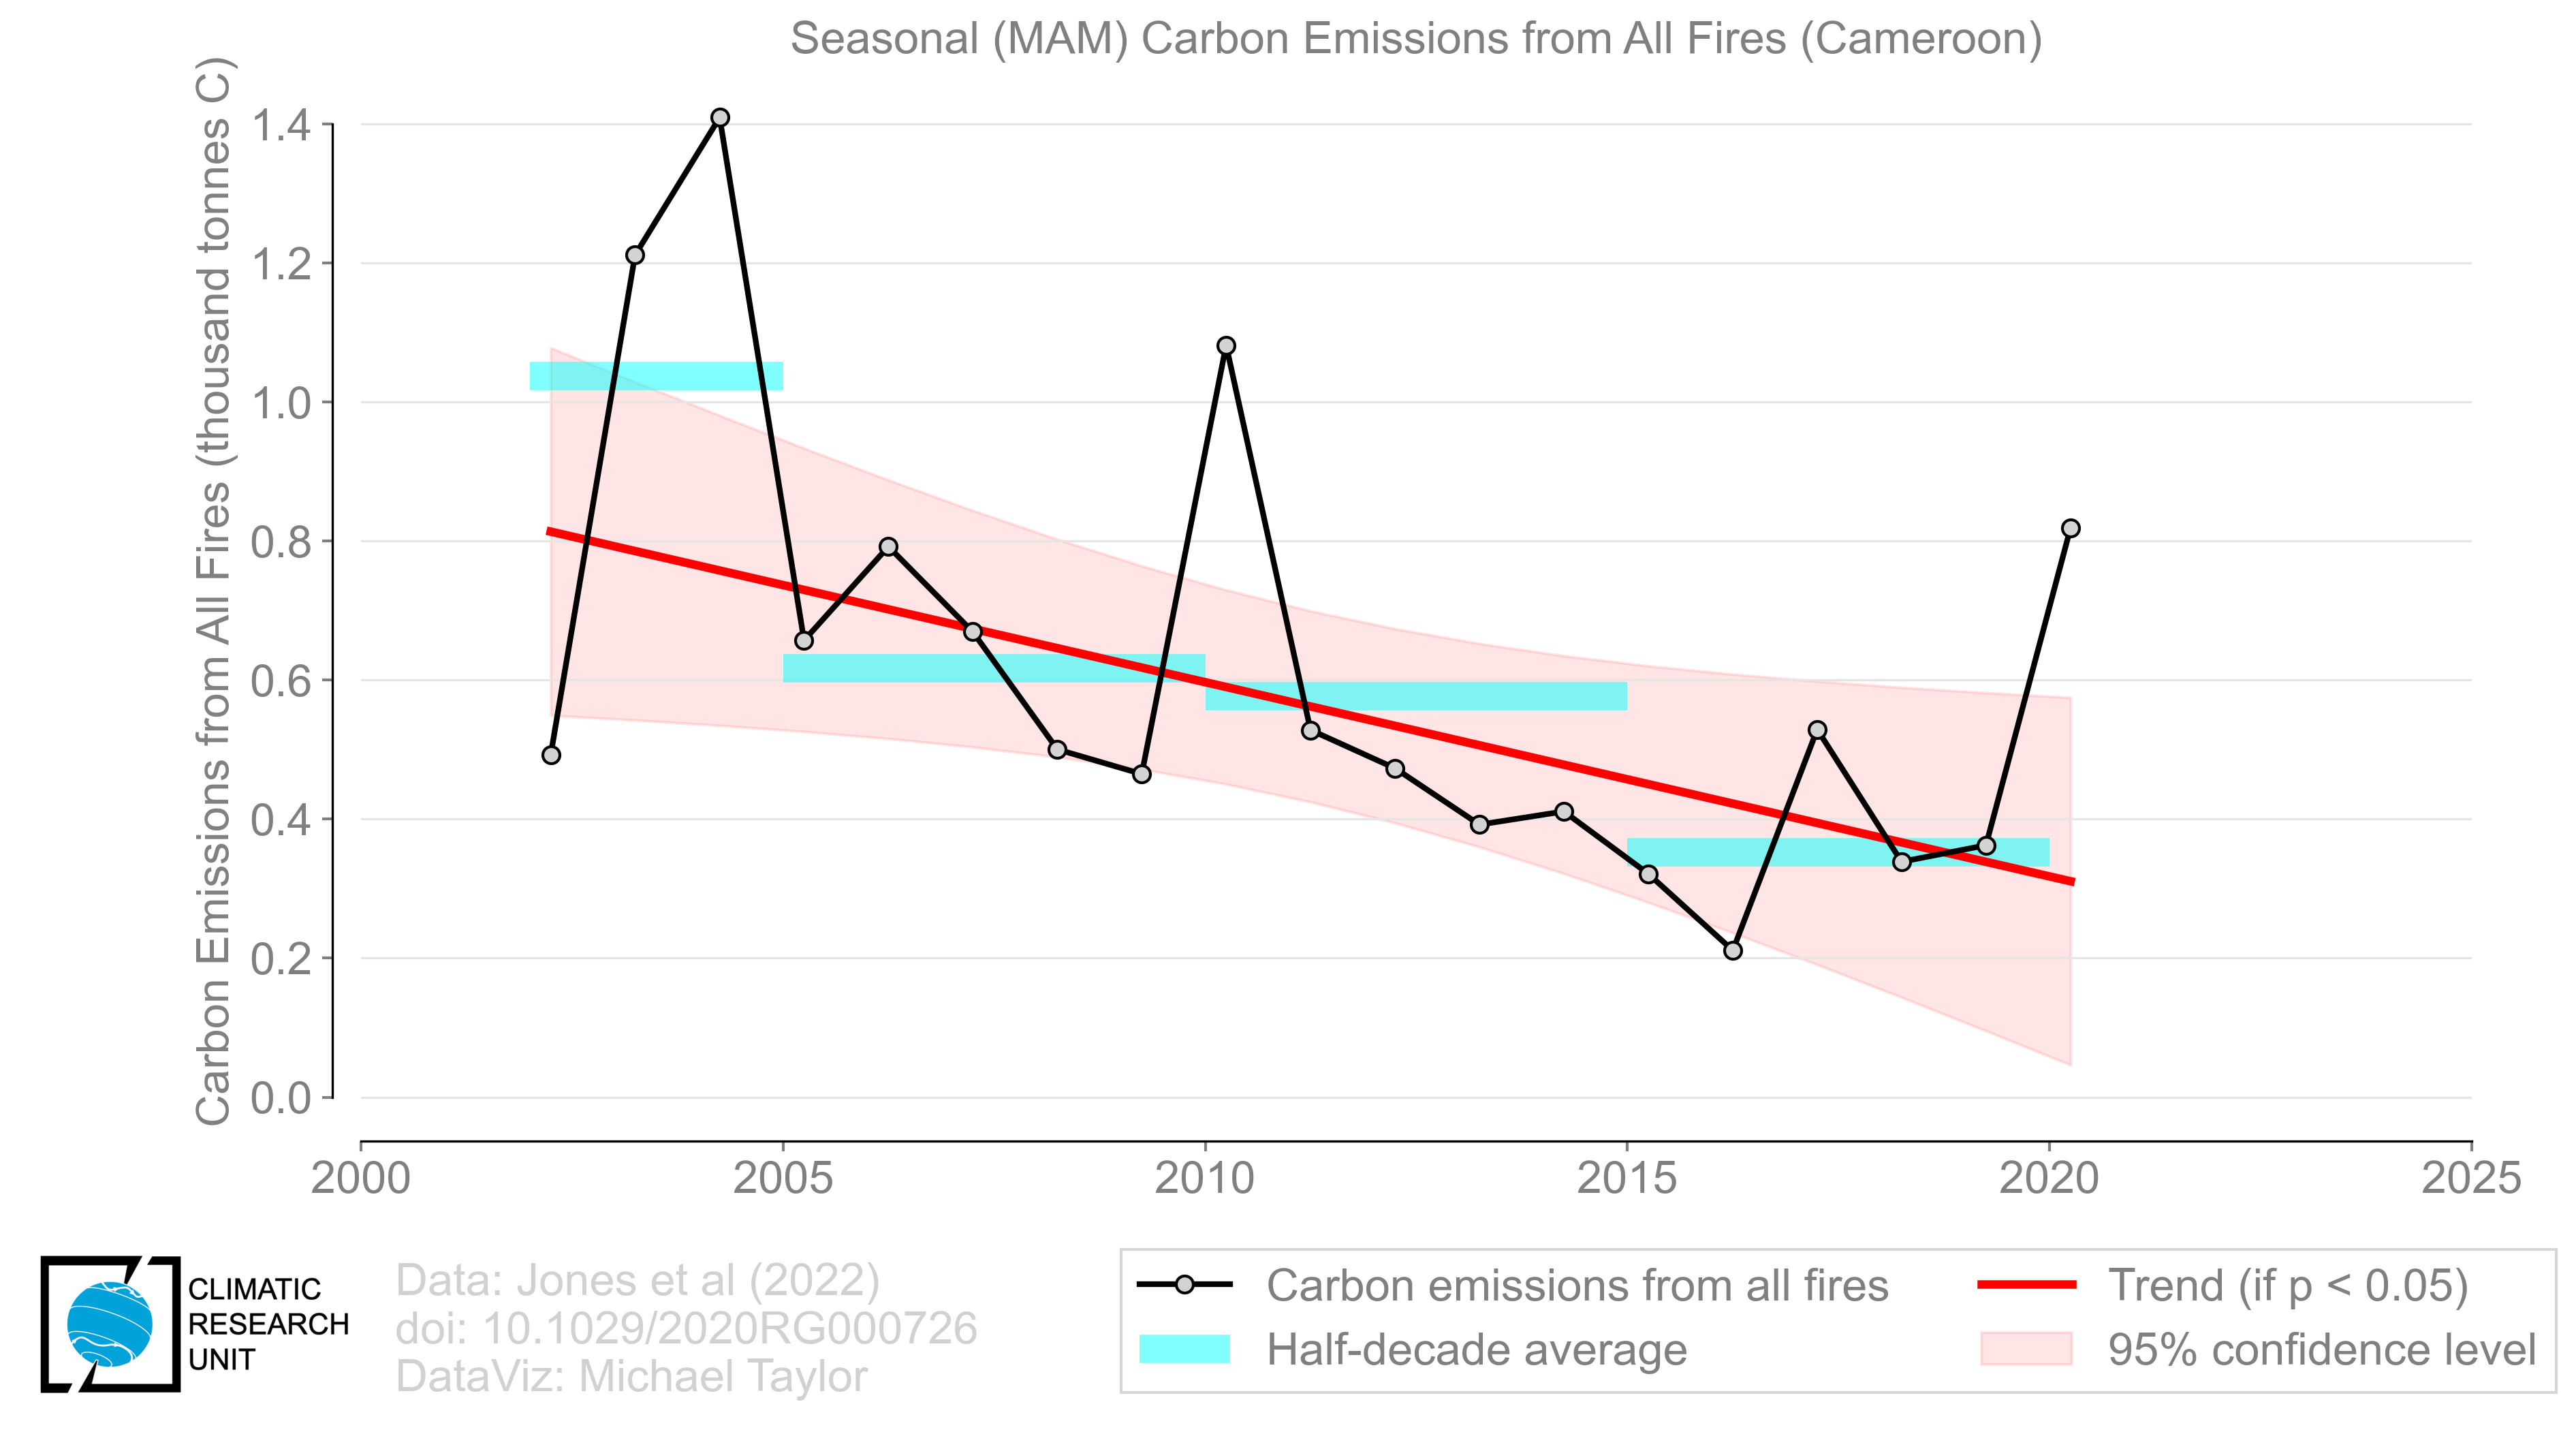 Seasonal (MAM) Carbon Emissions from All Fires (Cameroon)
Carbon Emissions from All Fires (thousand tonnes C)
1.4
1.2
1.0
0.8
0.6
0.4
0.2
0.0
2000 2005 2010 2015 2020 2025
CLIMATIC
RESEARCH
UNIT
Data: Jones et al (2022)
doi: 10.1029/2020RG000726
DataViz: Michael Taylor
Carbon emissions from all fires
Half-decade average
Trend (if p < 0.05)
95% confidence level